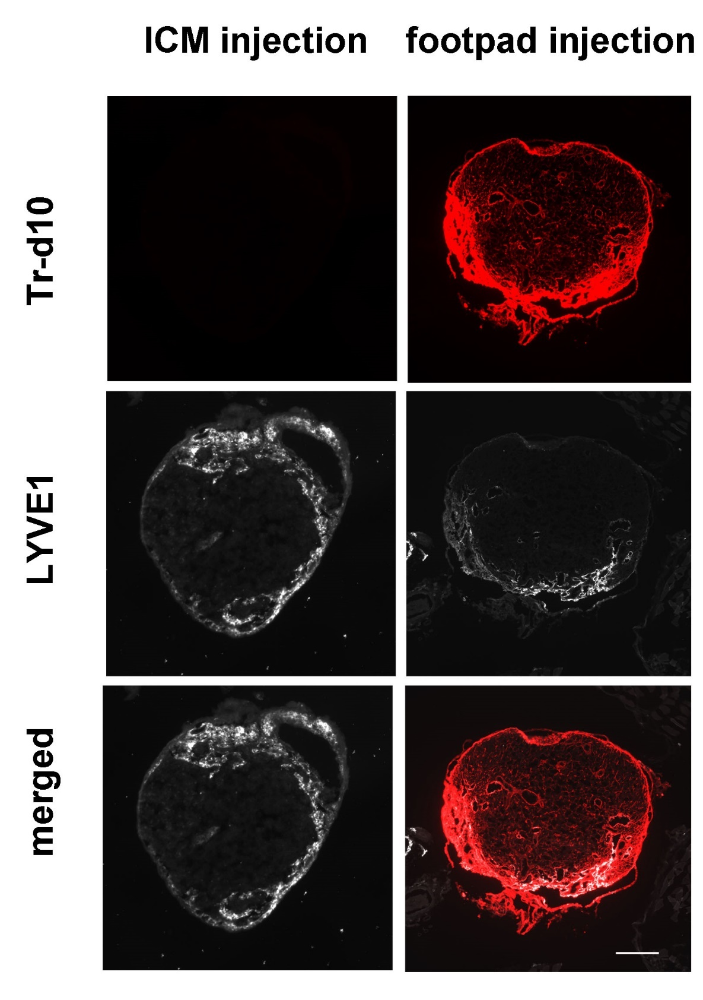 ICM injection
footpad injection
Tr-d10
LYVE1
merged